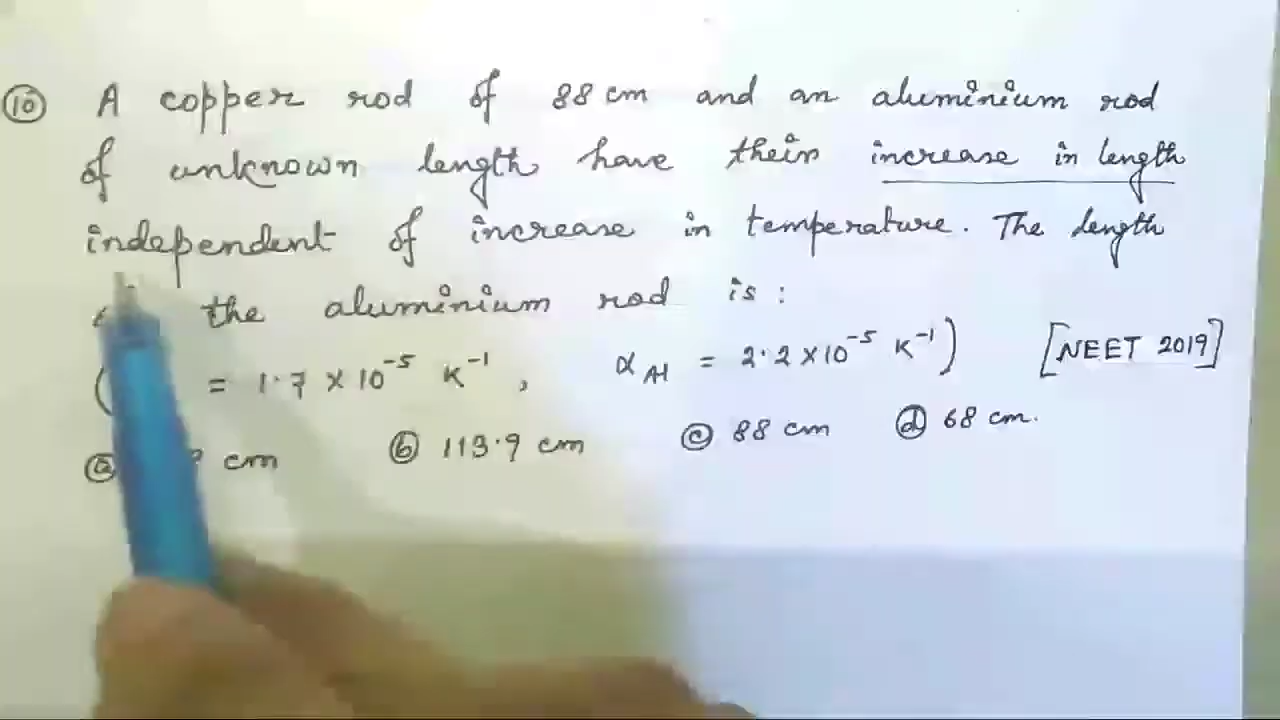 10 A copper rod of 88 cm and an aluminium rod
of unknown length have their increase in length
independent of increase in temperature. The length
the aluminium rod is :
( = 1.7 × 10⁻⁵ K⁻¹ , α_Al = 2.2 × 10⁻⁵ K⁻¹ ) [NEET 2019]
(a) cm (b) 113.9 cm (c) 88 cm (d) 68 cm.